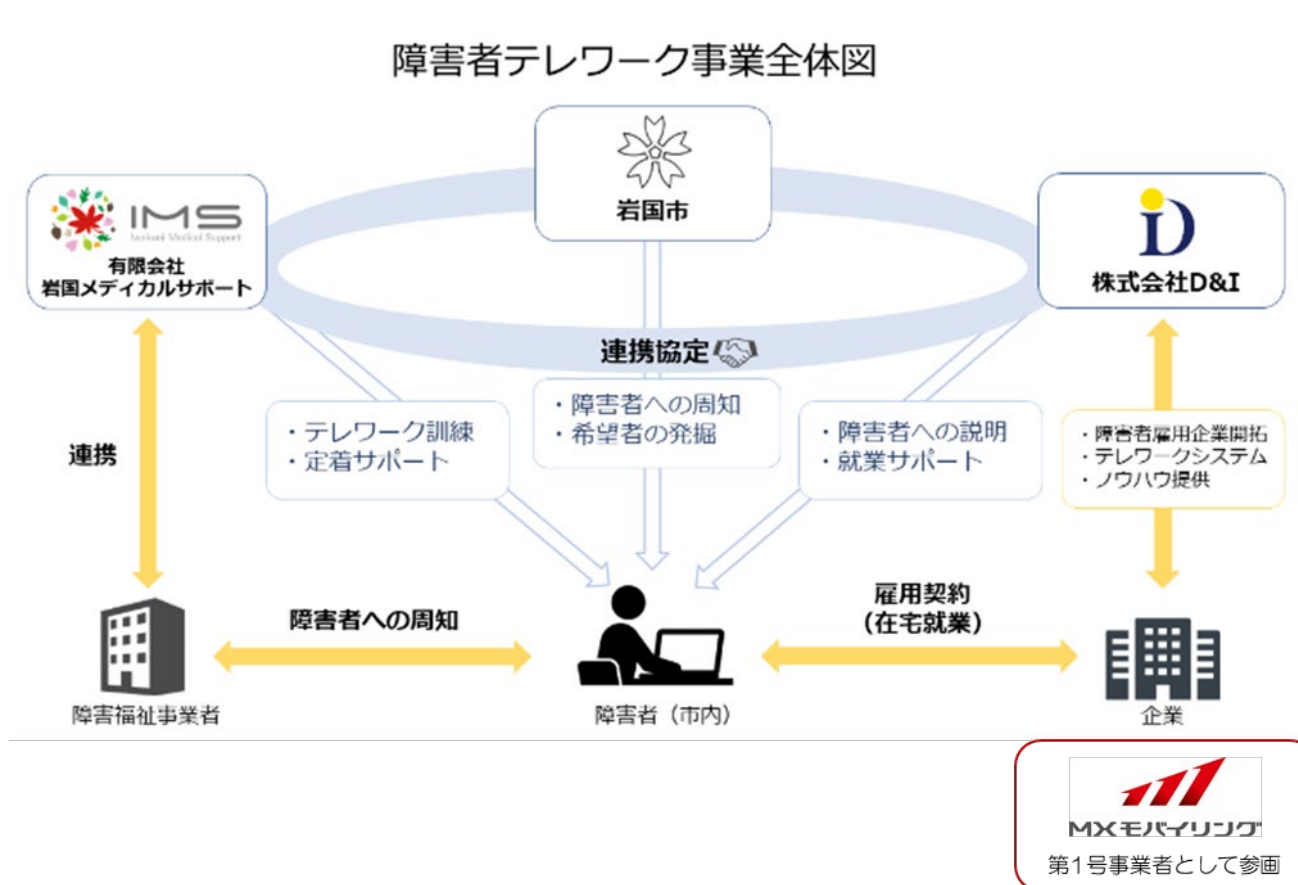 障害者テレワーク事業全体図
岩国市
IMS
Iwakuni Medical Support
有限会社
岩国メディカルサポート
iD
株式会社D&I
連携協定
・テレワーク訓練
・定着サポート
・障害者への周知
・希望者の発掘
・障害者への説明
・就業サポート
・障害者雇用企業開拓
・テレワークシステム
・ノウハウ提供
連携
障害者への周知
雇用契約
(在宅就業)
障害福祉事業者
障害者（市内）
企業
MXモバイリング
第1号事業者として参画